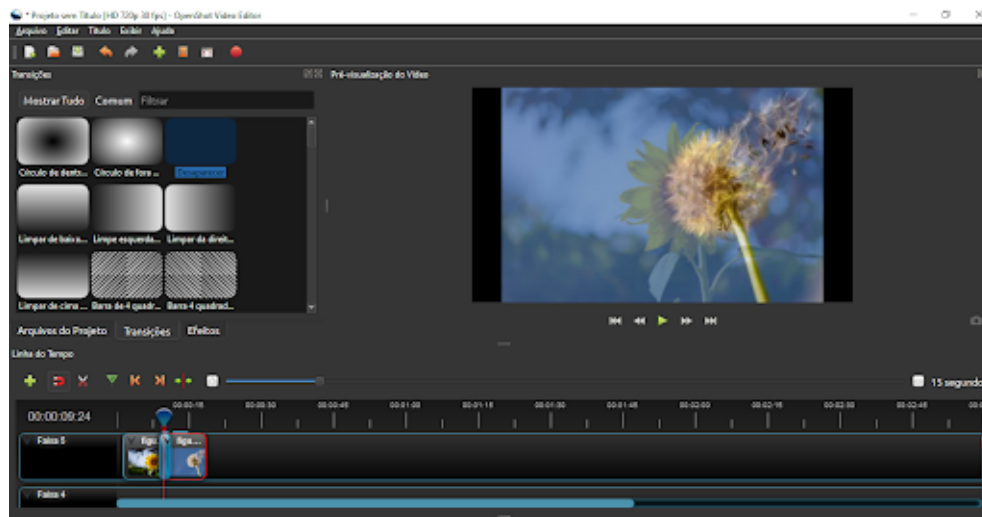 * Projeto sem Título [HD 720p 30 fps] - OpenShot Video Editor
Arquivo Editar Título Exibir Ajuda
Transições
Pré-visualização do Vídeo
Mostrar Tudo Comum Filtrar
Círculo de dentr... Círculo de fora ... Desaparecer
Limpar de baix... Limpe esquerda... Limpar da direit...
Limpar de cima ... Barra de 4 quadr... Barra 4 quadrad...
Arquivos do Projeto Transições Efeitos
Linha do Tempo
15 segundo
00:00:09:24
00:00:15 00:00:30 00:00:45 00:01:00 00:01:15 00:01:30 00:01:45 00:02:00 00:02:15 00:02:30 00:02:45
Faixa 5
figu... figu...
Faixa 4